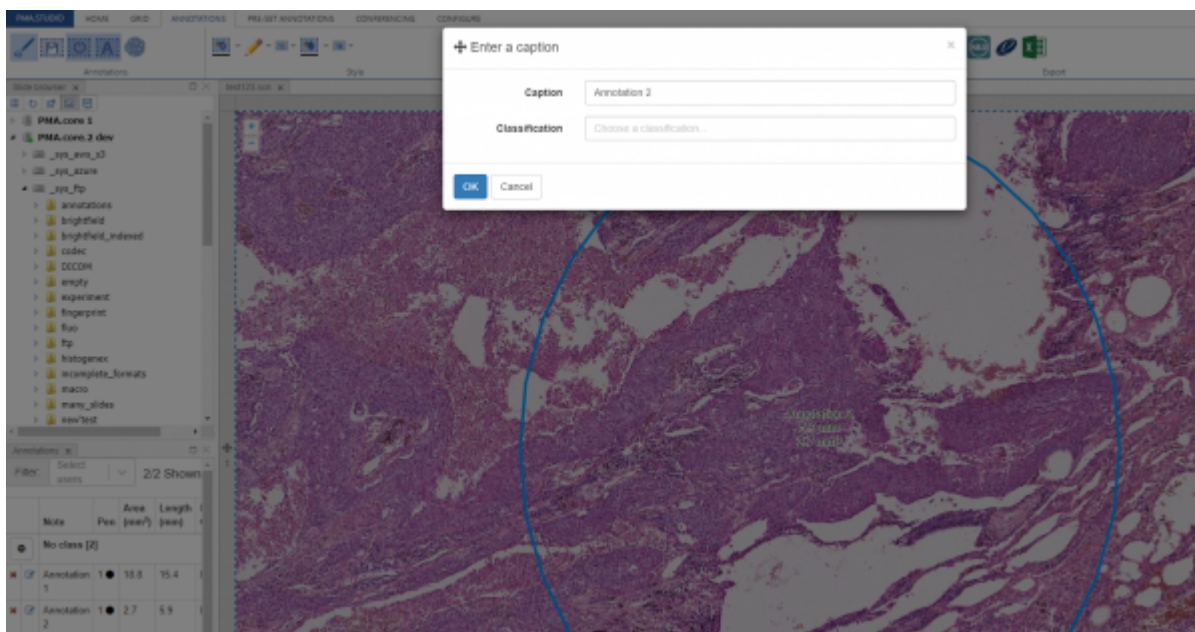 PMA.STUDIO HOME GRID ANNOTATIONS PRE-SET ANNOTATIONS CONFERENCING CONFIGURE
Enter a caption
Caption Annotation 2
Classification Choose a classification...
OK Cancel
Annotations
Style
Export
Slide browser
test123.scn
PMA.core 1
PMA.core.2 dev
_sys_aws_s3
_sys_azure
_sys_ftp
annotations
brightfield
brightfield_indexed
codec
DICOM
empty
experiment
fingerprint
fluo
ftp
histogenex
incomplete_formats
macro
many_slides
new'test
Annotations
Filter: Select users 2/2 Shown
Note Pen Area (mm²) Length (mm)
No class [2]
Annotation 1 1 18.8 15.4
Annotation 2 1 2.7 5.9